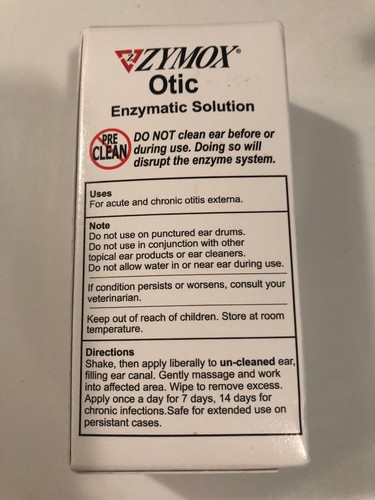 ZYMOX®
Otic
Enzymatic Solution
PRE
CLEAN
DO NOT clean ear before or
during use. Doing so will
disrupt the enzyme system.
Uses
For acute and chronic otitis externa.
Note
Do not use on punctured ear drums.
Do not use in conjunction with other
topical ear products or ear cleaners.
Do not allow water in or near ear during use.
If condition persists or worsens, consult your
veterinarian.
Keep out of reach of children. Store at room
temperature.
Directions
Shake, then apply liberally to un-cleaned ear,
filling ear canal. Gently massage and work
into affected area. Wipe to remove excess.
Apply once a day for 7 days, 14 days for
chronic infections.Safe for extended use on
persistant cases.